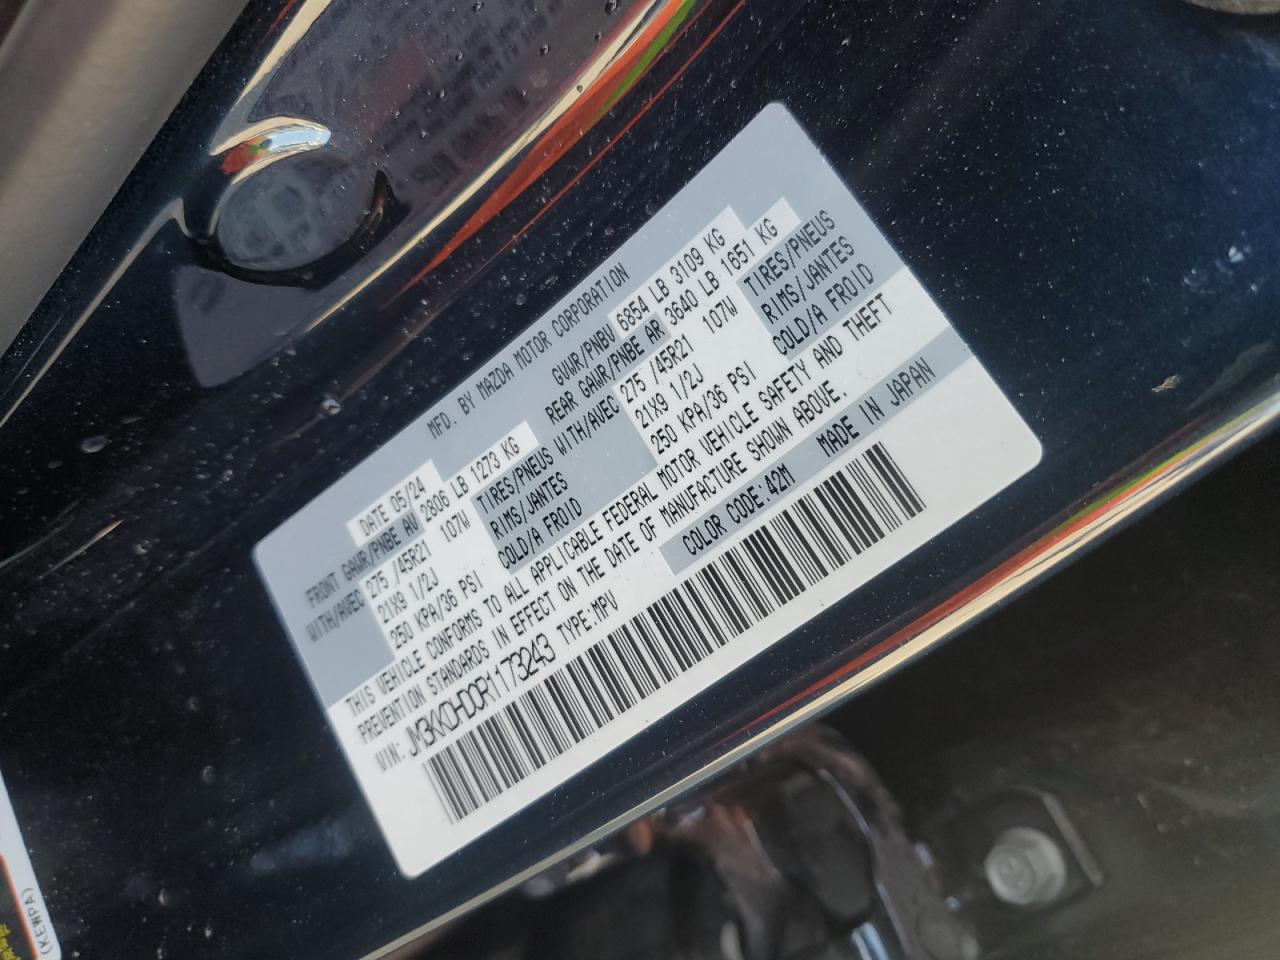 MFD. BY MAZDA MOTOR CORPORATION
DATE 05/24 GVWR/PNBV 6854 LB 3109 KG
FRONT GAWR/PNBE AV 2806 LB 1273 KG REAR GAWR/PNBE AR 3640 LB 1651 KG
WITH/AVEC 275 /45R21 107W TIRES/PNEUS WITH/AVEC 275 /45R21 107W TIRES/PNEUS
21X9 1/2J RIMS/JANTES 21X9 1/2J RIMS/JANTES
250 KPA/36 PSI COLD/A FROID 250 KPA/36 PSI COLD/A FROID
THIS VEHICLE CONFORMS TO ALL APPLICABLE FEDERAL MOTOR VEHICLE SAFETY AND THEFT
PREVENTION STANDARDS IN EFFECT ON THE DATE OF MANUFACTURE SHOWN ABOVE.
VIN: JM3KKDHD0R1173243 TYPE:MPV COLOR CODE:42M MADE IN JAPAN
(KEWPA)